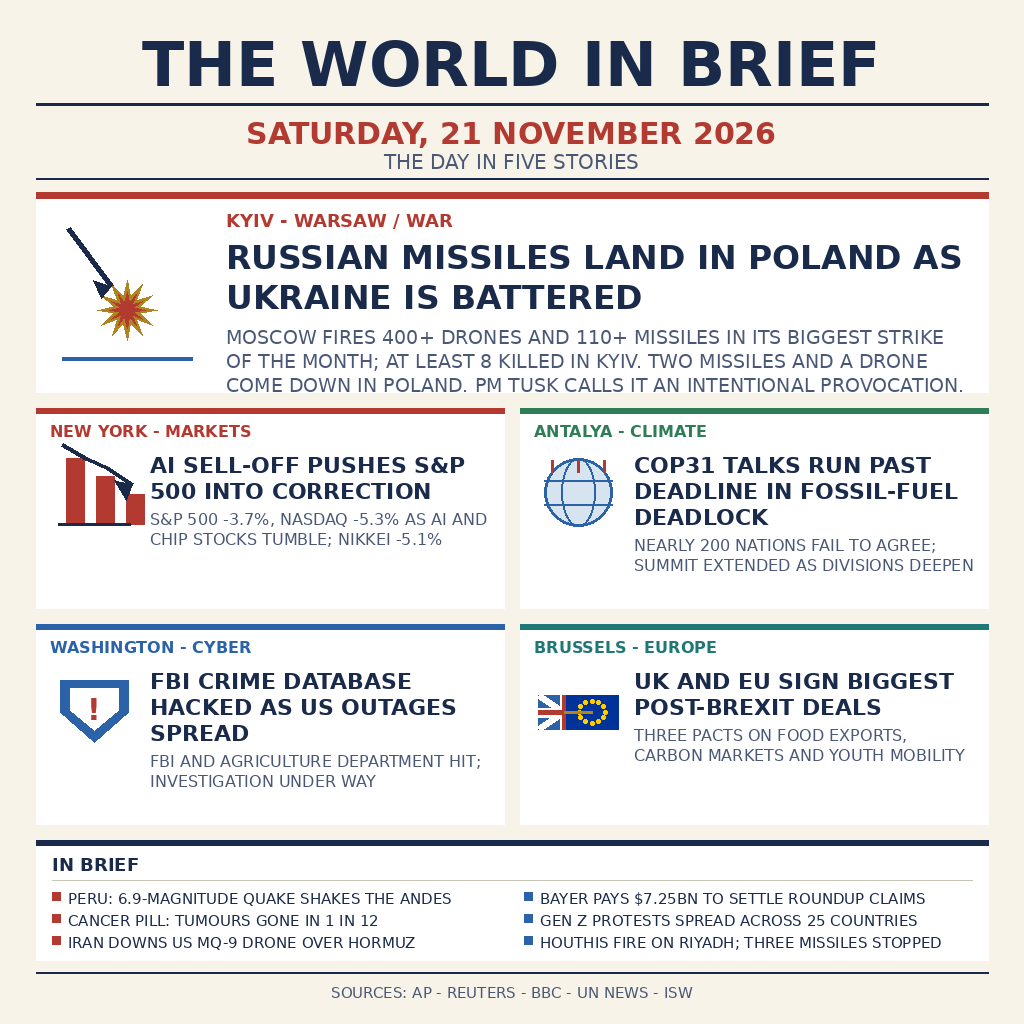 THE WORLD IN BRIEF
SATURDAY, 21 NOVEMBER 2026
THE DAY IN FIVE STORIES
KYIV - WARSAW / WAR
RUSSIAN MISSILES LAND IN POLAND AS
UKRAINE IS BATTERED
MOSCOW FIRES 400+ DRONES AND 110+ MISSILES IN ITS BIGGEST STRIKE
OF THE MONTH; AT LEAST 8 KILLED IN KYIV. TWO MISSILES AND A DRONE
COME DOWN IN POLAND. PM TUSK CALLS IT AN INTENTIONAL PROVOCATION.
NEW YORK - MARKETS
AI SELL-OFF PUSHES S&P
500 INTO CORRECTION
S&P 500 -3.7%, NASDAQ -5.3% AS AI AND
CHIP STOCKS TUMBLE; NIKKEI -5.1%
ANTALYA - CLIMATE
COP31 TALKS RUN PAST
DEADLINE IN FOSSIL-FUEL
DEADLOCK
NEARLY 200 NATIONS FAIL TO AGREE;
SUMMIT EXTENDED AS DIVISIONS DEEPEN
WASHINGTON - CYBER
!
FBI CRIME DATABASE
HACKED AS US OUTAGES
SPREAD
FBI AND AGRICULTURE DEPARTMENT HIT;
INVESTIGATION UNDER WAY
BRUSSELS - EUROPE
UK AND EU SIGN BIGGEST
POST-BREXIT DEALS
THREE PACTS ON FOOD EXPORTS,
CARBON MARKETS AND YOUTH MOBILITY
IN BRIEF
PERU: 6.9-MAGNITUDE QUAKE SHAKES THE ANDES
CANCER PILL: TUMOURS GONE IN 1 IN 12
IRAN DOWNS US MQ-9 DRONE OVER HORMUZ
BAYER PAYS $7.25BN TO SETTLE ROUNDUP CLAIMS
GEN Z PROTESTS SPREAD ACROSS 25 COUNTRIES
HOUTHIS FIRE ON RIYADH; THREE MISSILES STOPPED
SOURCES: AP - REUTERS - BBC - UN NEWS - ISW